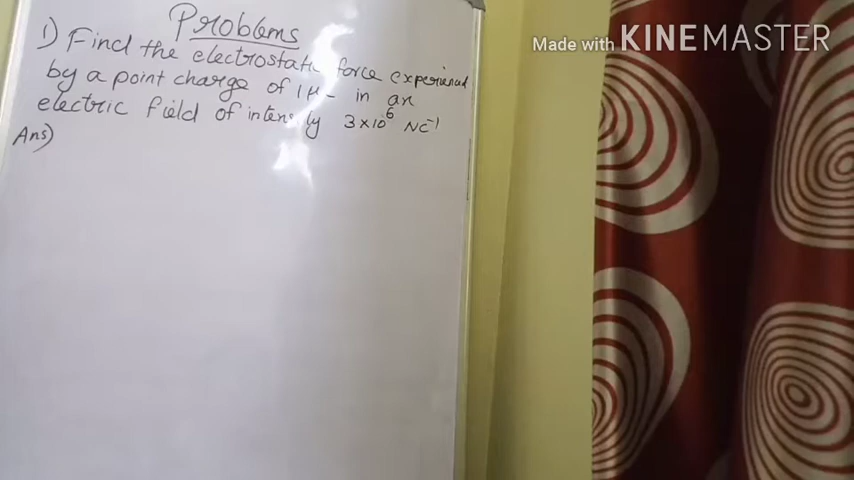 Problems
1) Find the electrostatic force experienced
by a point charge of 1 μ in an
electric field of intensity 3×10⁶ NC⁻¹
Ans)
Made with KINEMASTER